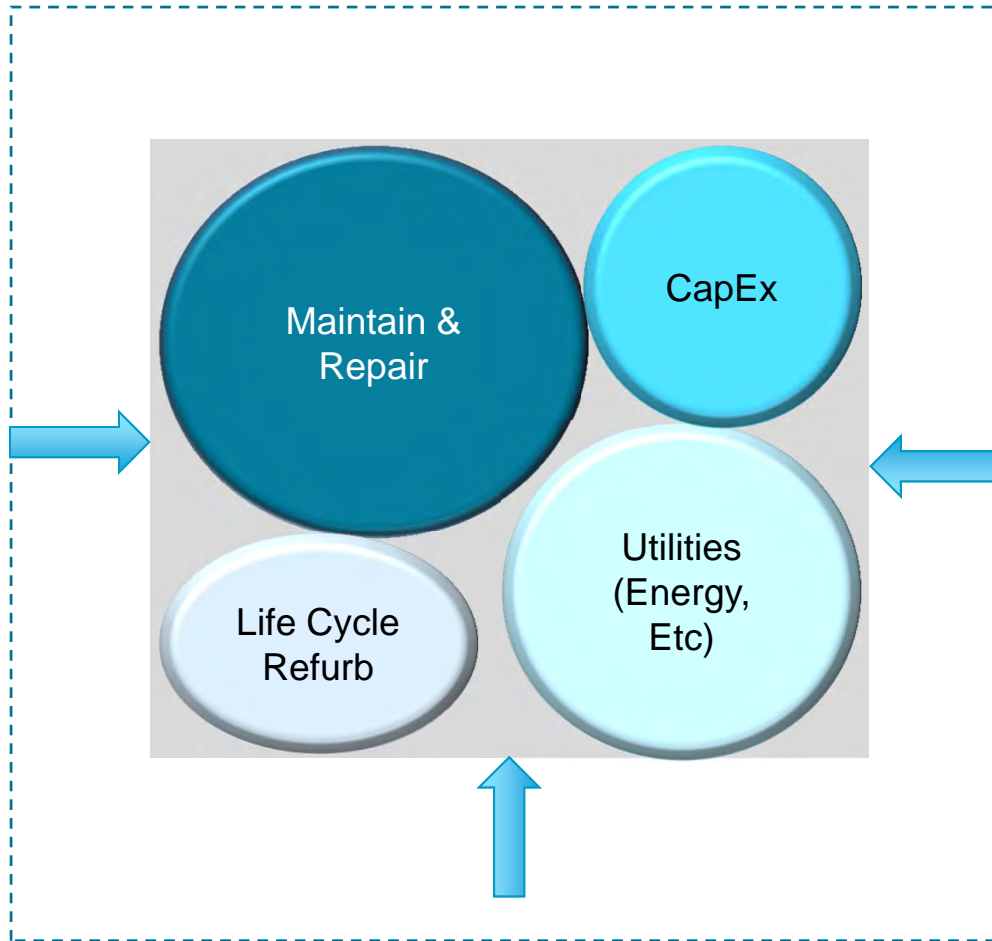 Maintain &
Repair
CapEx
Utilities
(Energy,
Etc)
Life Cycle
Refurb